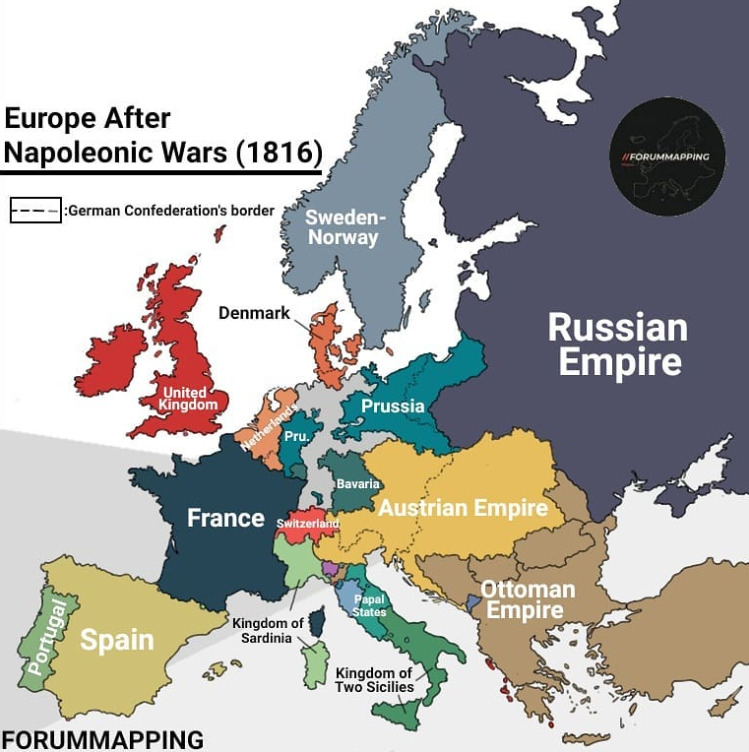 Europe After
Napoleonic Wars (1816)
//FORUMMAPPING
:German Confederation's border
Sweden-
Norway
Denmark
Russian
Empire
United
Kingdom
Netherlands
Prussia
Pru.
Bavaria
France
Switzerland
Austrian Empire
Ottoman
Empire
Papal
States
Portugal
Spain
Kingdom of
Sardinia
Kingdom of
Two Sicilies
FORUMMAPPING